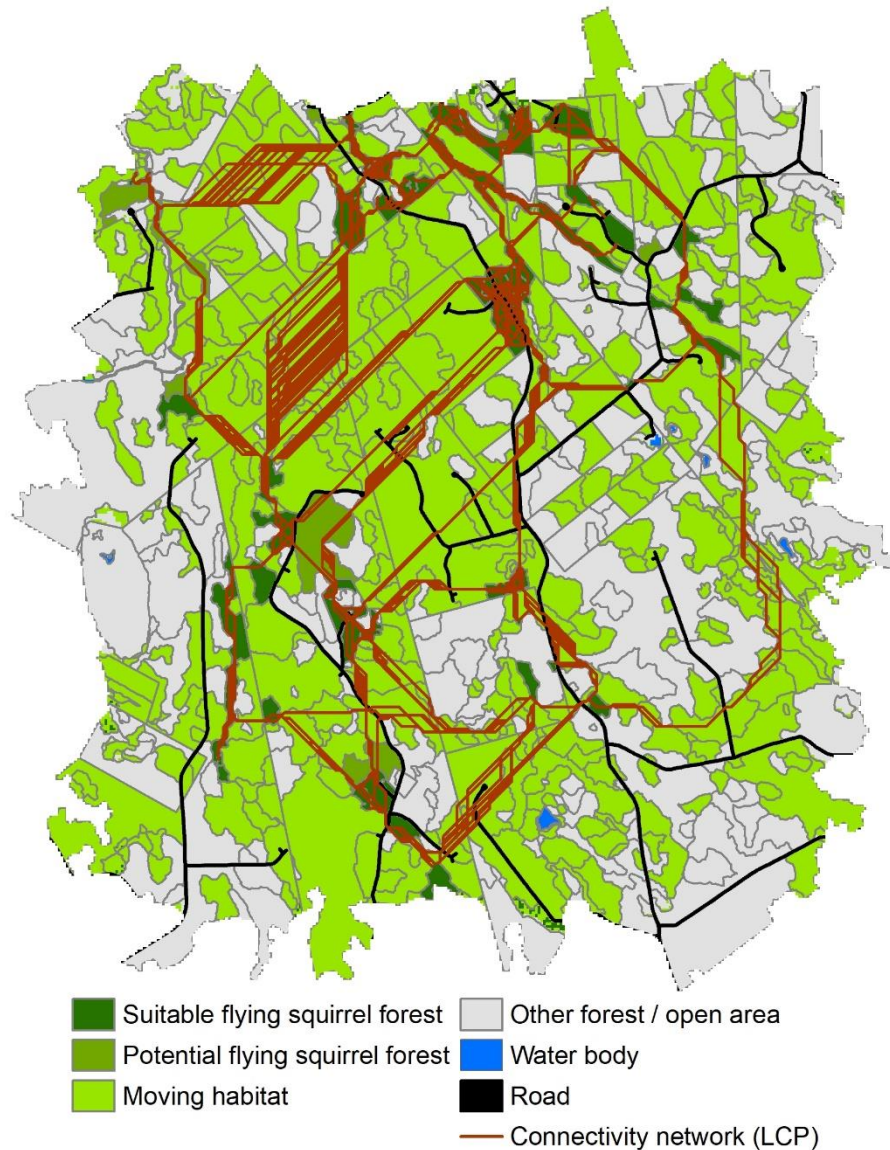 Suitable flying squirrel forest
Potential flying squirrel forest
Moving habitat
Other forest / open area
Water body
Road
Connectivity network (LCP)